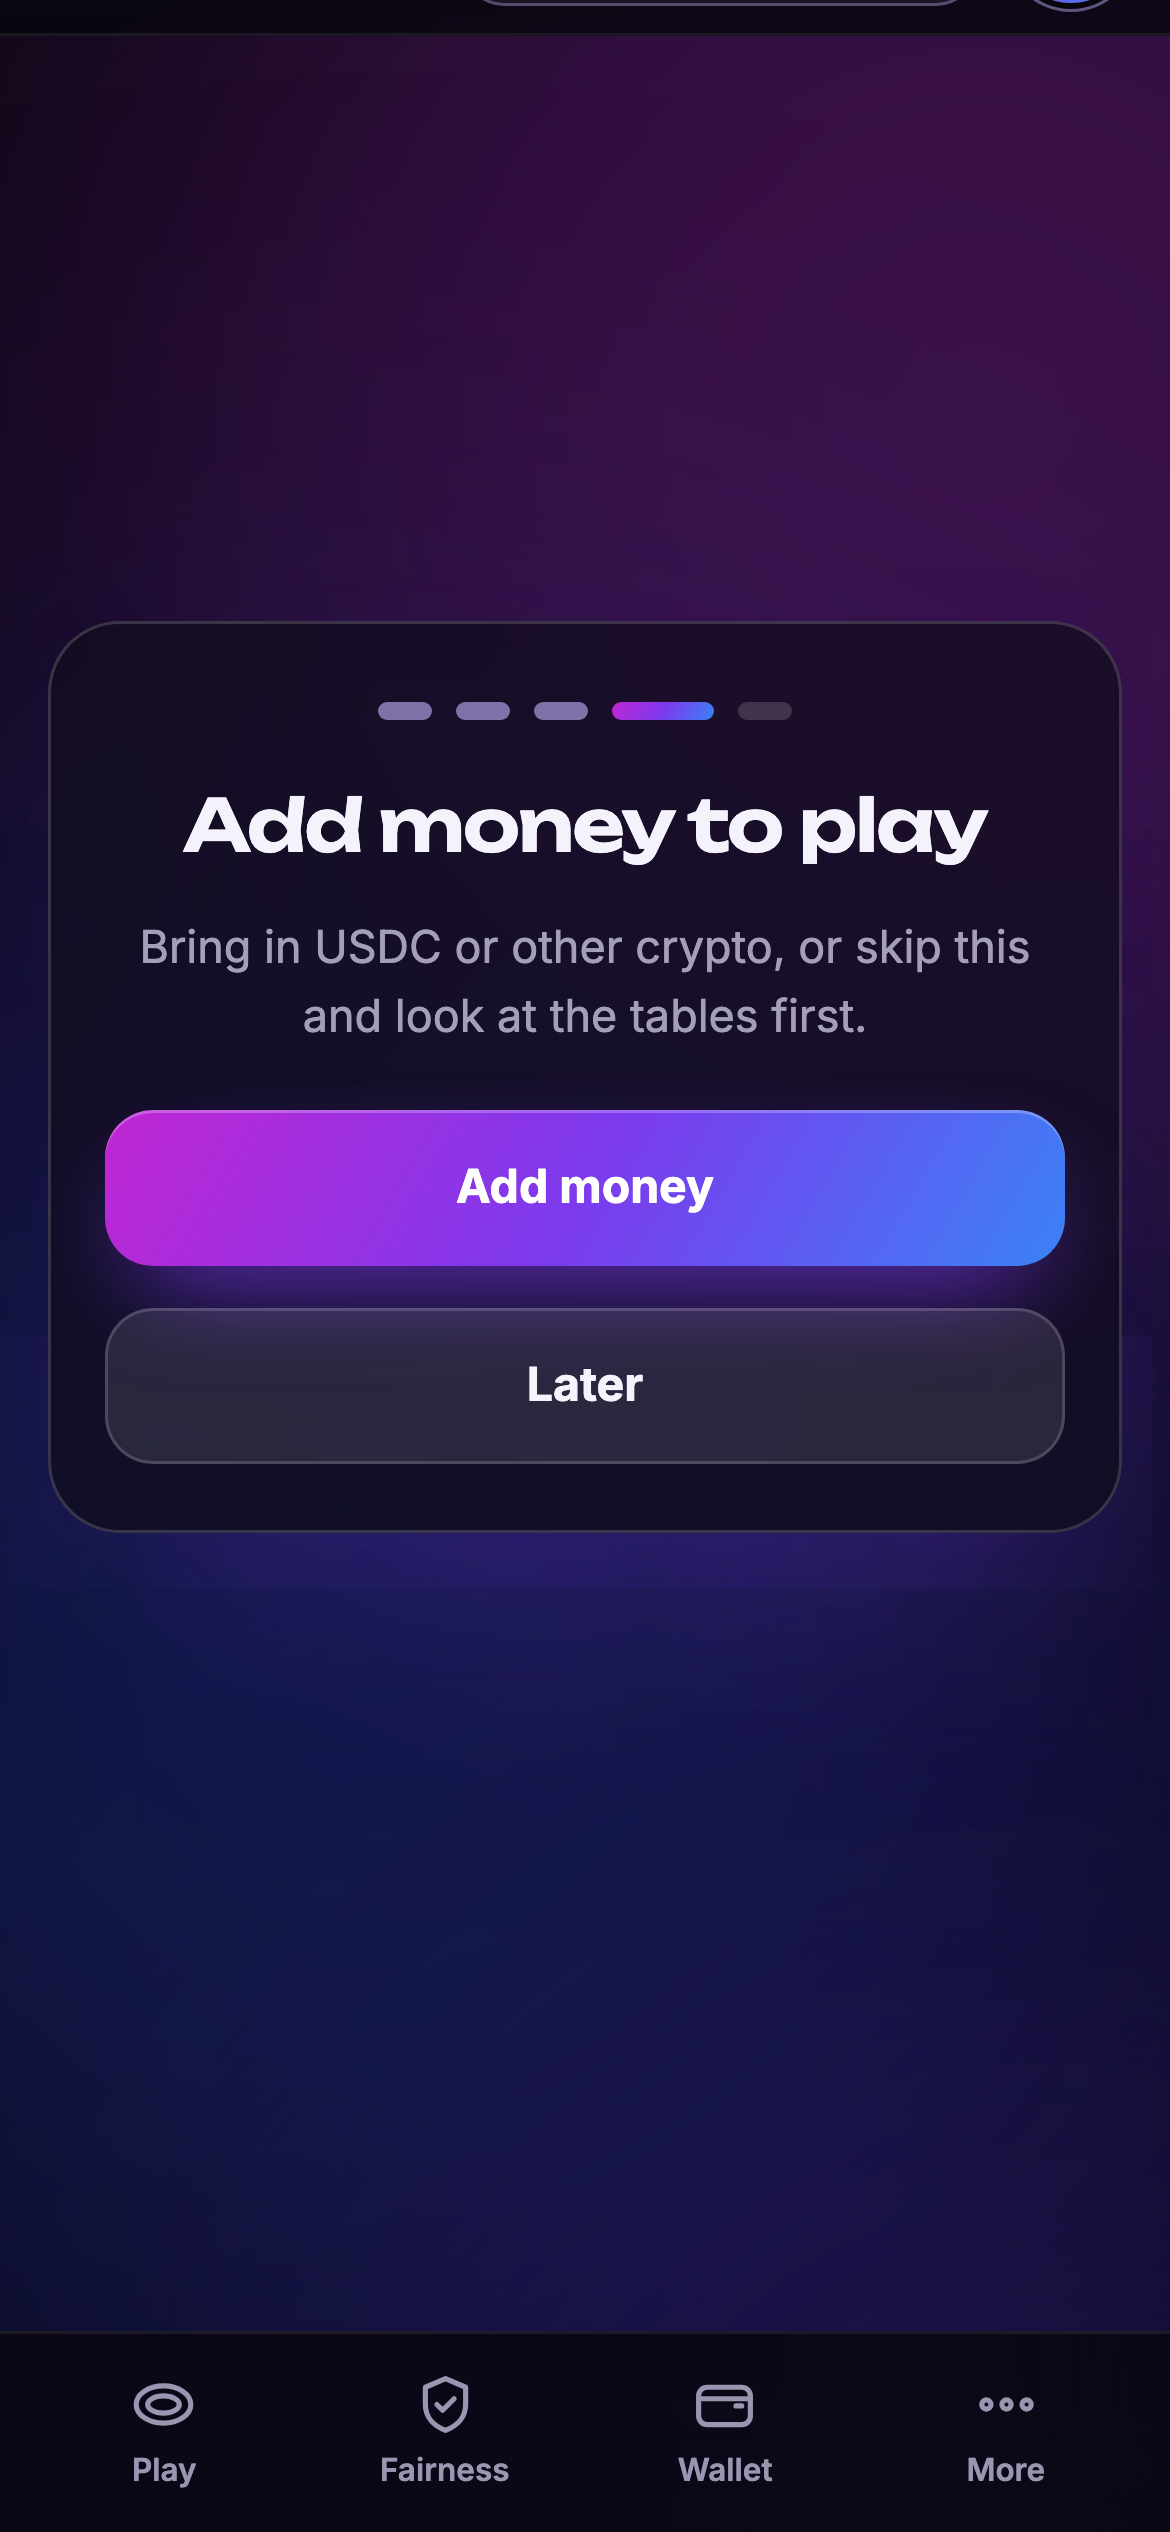 Add money to play
Bring in USDC or other crypto, or skip this
and look at the tables first.
Add money
Later
Play
Fairness
Wallet
More